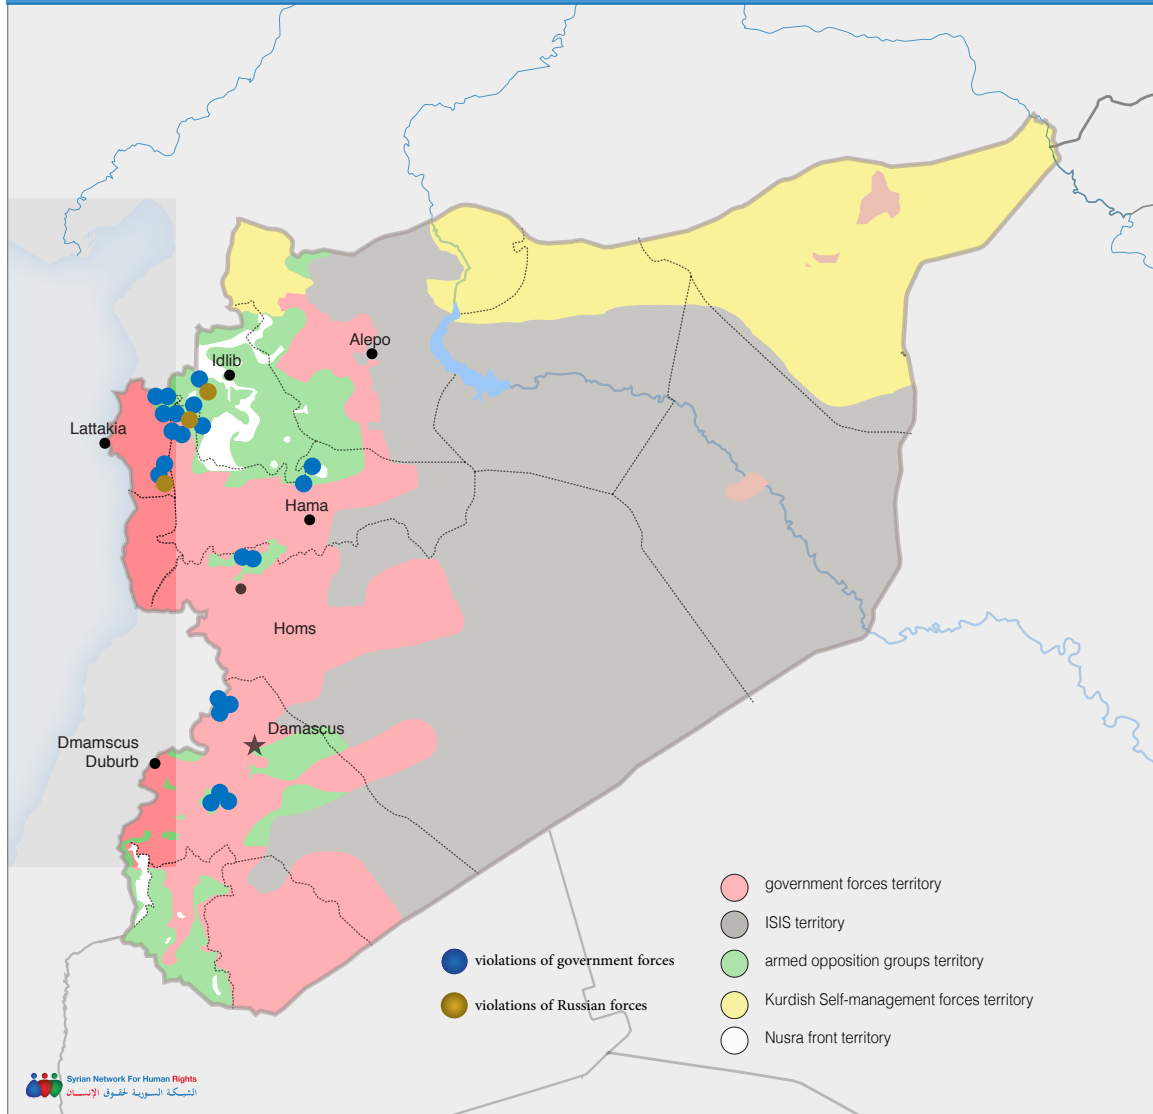 Alepo
Idlib
Lattakia
Hama
Homs
Damascus
Dmamscus
Duburb
government forces territory
ISIS territory
violations of government forces
armed opposition groups territory
violations of Russian forces
Kurdish Self-management forces territory
Nusra front territory
Syrian Network For Human Rights
الشبكة السورية لحقوق الإنسان